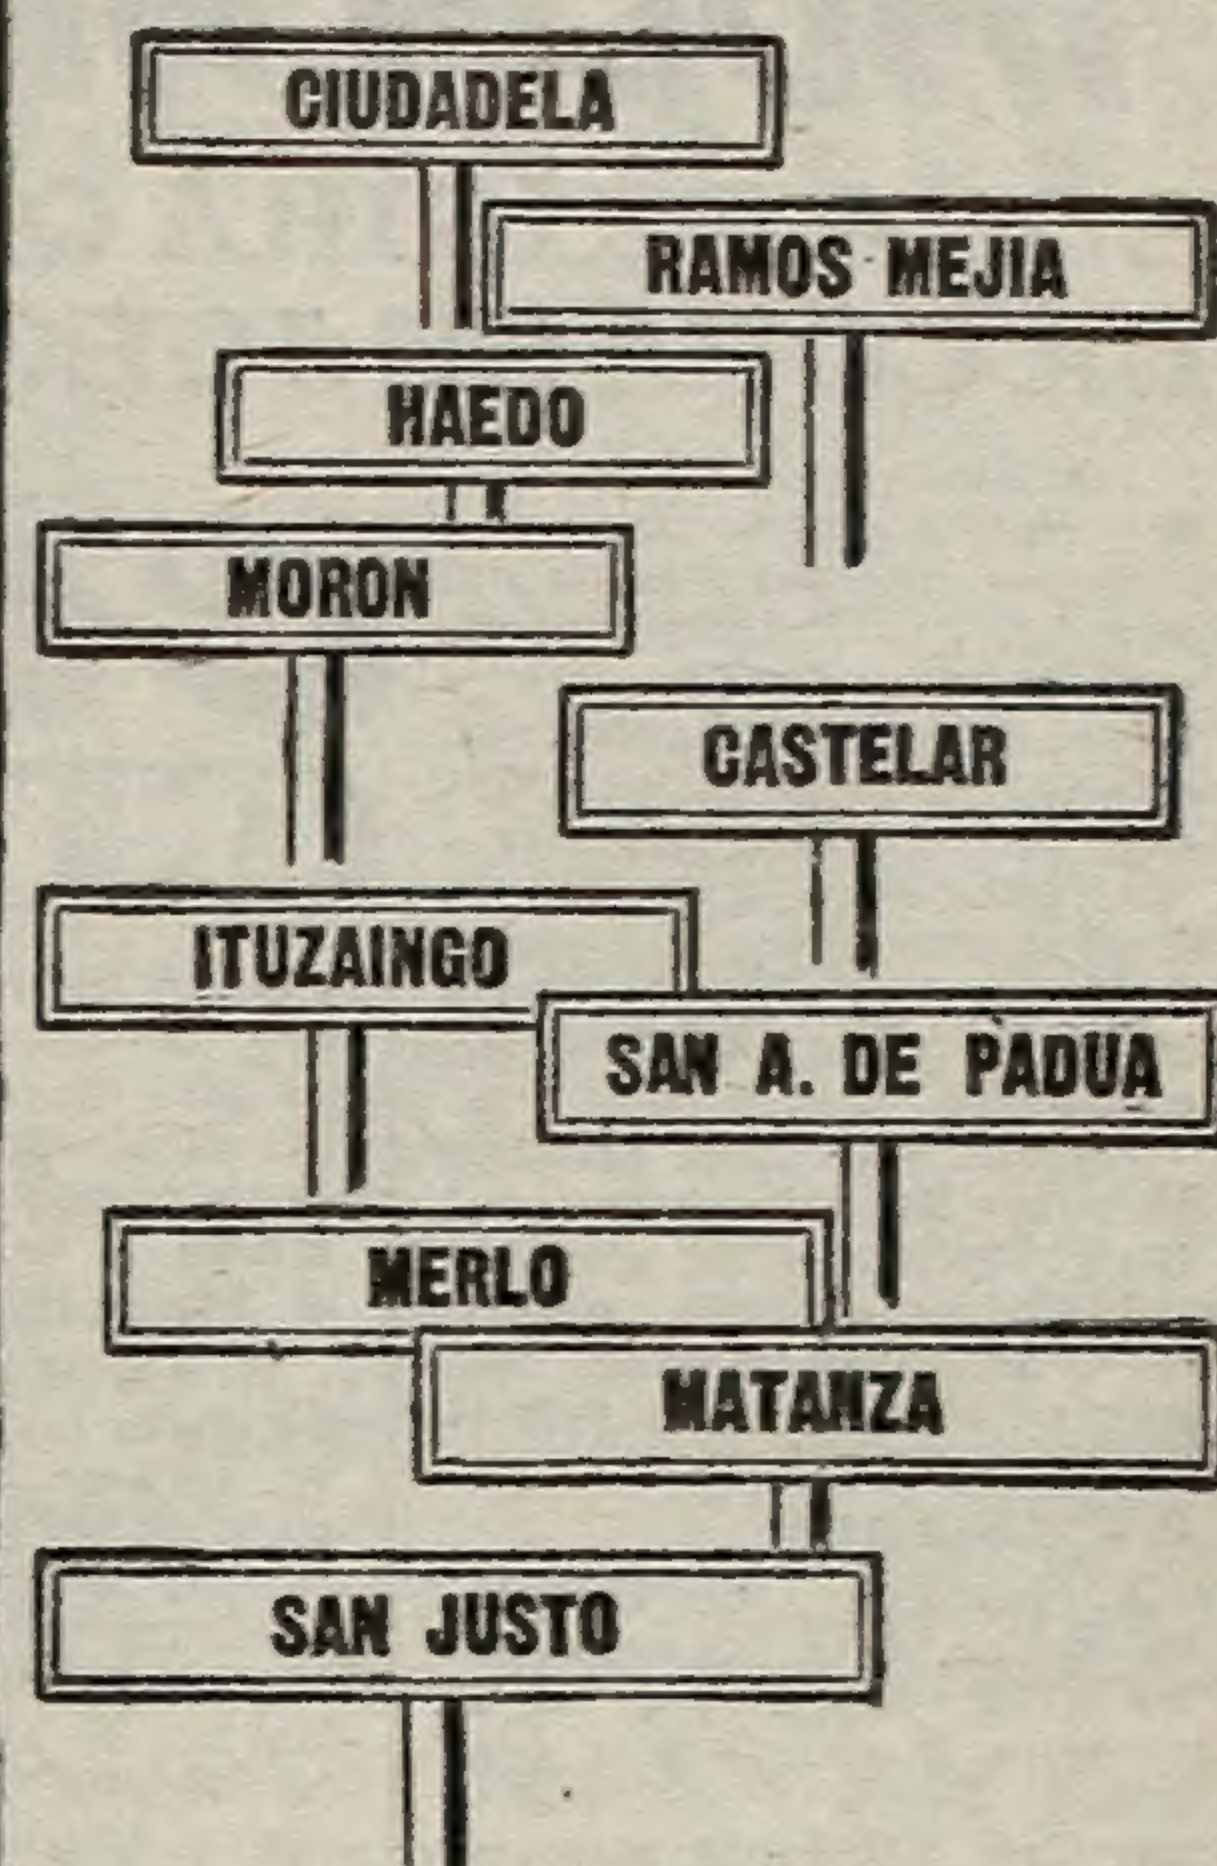 CIUDADELA
RAMOS MEJIA
HAEDO
MORON
CASTELAR
ITUZAINGO
SAN A. DE PADUA
MERLO
MATANZA
SAN JUSTO